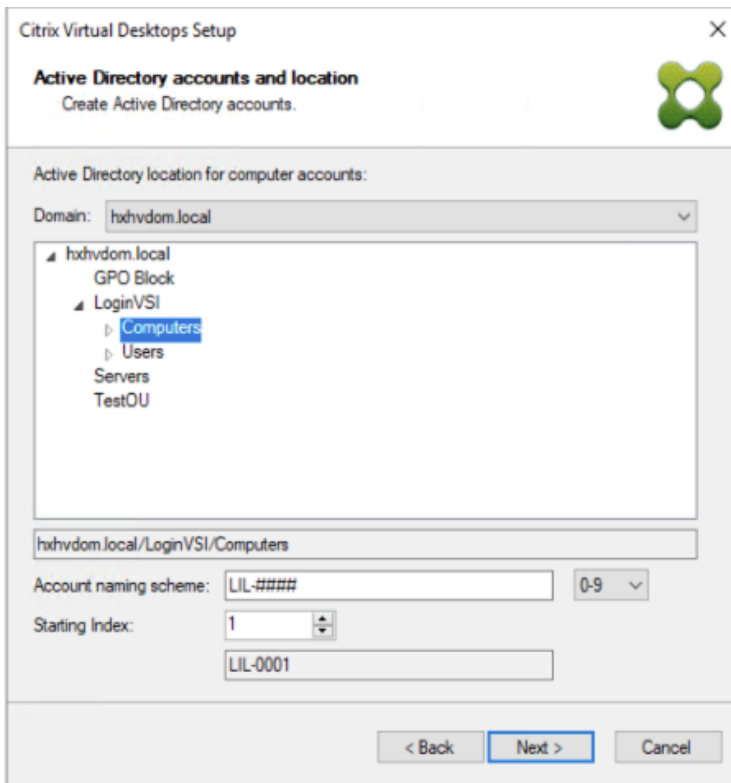 Citrix Virtual Desktops Setup
Active Directory accounts and location
Create Active Directory accounts.
Active Directory location for computer accounts:
Domain: hxhvdom.local
hxhvdom.local
GPO Block
LoginVSI
Computers
Users
Servers
TestOU
hxhvdom.local/LoginVSI/Computers
Account naming scheme: LIL-#### 0-9
Starting Index: 1
LIL-0001
< Back Next > Cancel